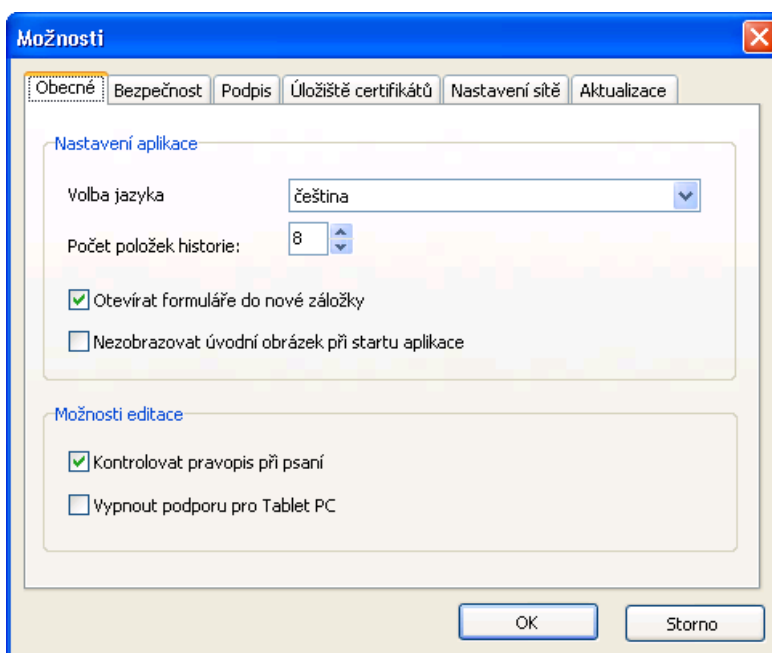 Možnosti
Obecné Bezpečnost Podpis Úložiště certifikátů Nastavení sítě Aktualizace
Nastavení aplikace
Volba jazyka čeština
Počet položek historie: 8
Otevírat formuláře do nové záložky
Nezobrazovat úvodní obrázek při startu aplikace
Možnosti editace
Kontrolovat pravopis při psaní
Vypnout podporu pro Tablet PC
OK Storno